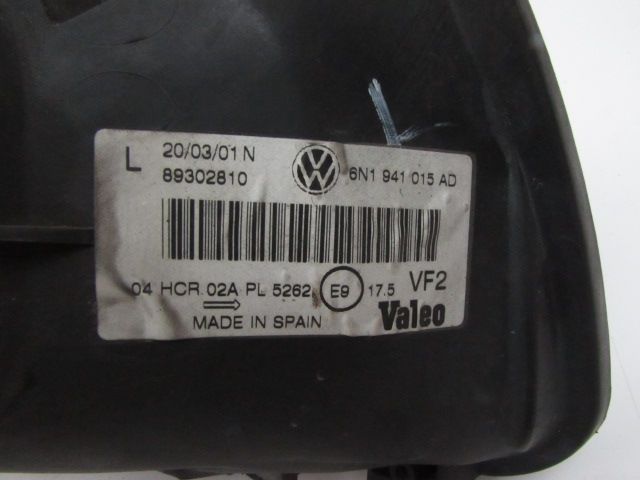 L 20/03/01 N
89302810
VW 6N1 941 015 AD
04 HCR 02A PL 5262 E9 17.5 VF2
MADE IN SPAIN
Valeo